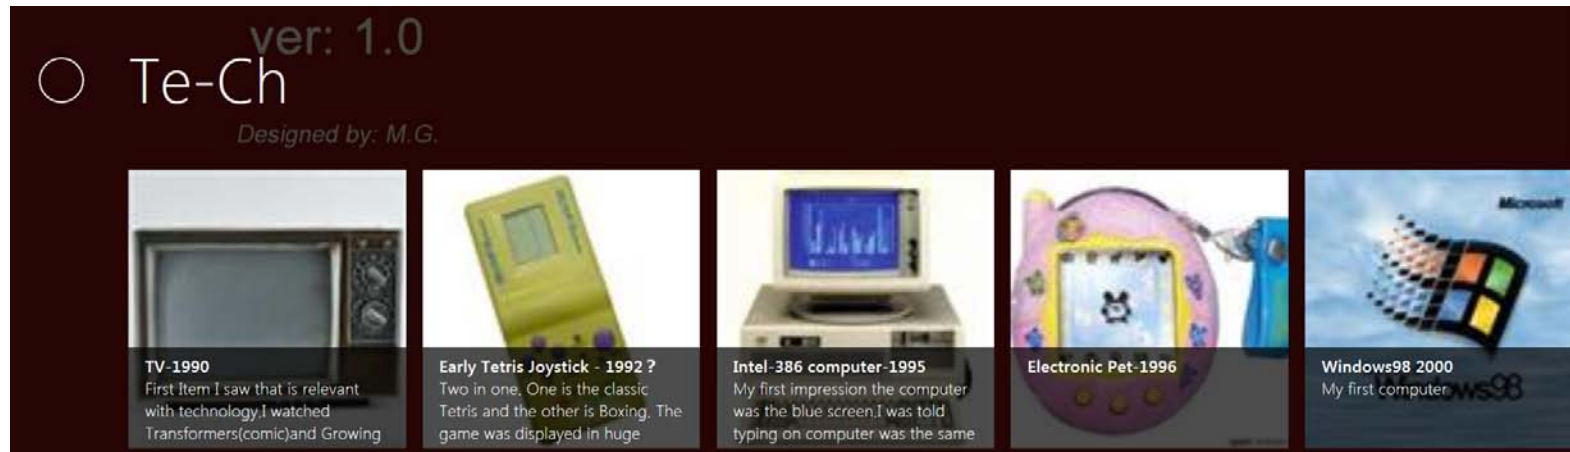 ver: 1.0
Te-Ch
Designed by: M.G.
TV-1990
First Item I saw that is relevant
with technology,I watched
Transformers(comic)and Growing
Early Tetris Joystick - 1992？
Two in one. One is the classic
Tetris and the other is Boxing. The
game was displayed in huge
Intel-386 computer-1995
My first impression the computer
was the blue screen,I was told
typing on computer was the same
Electronic Pet-1996
Microsoft
Windows98 2000
My first computer
Windows98